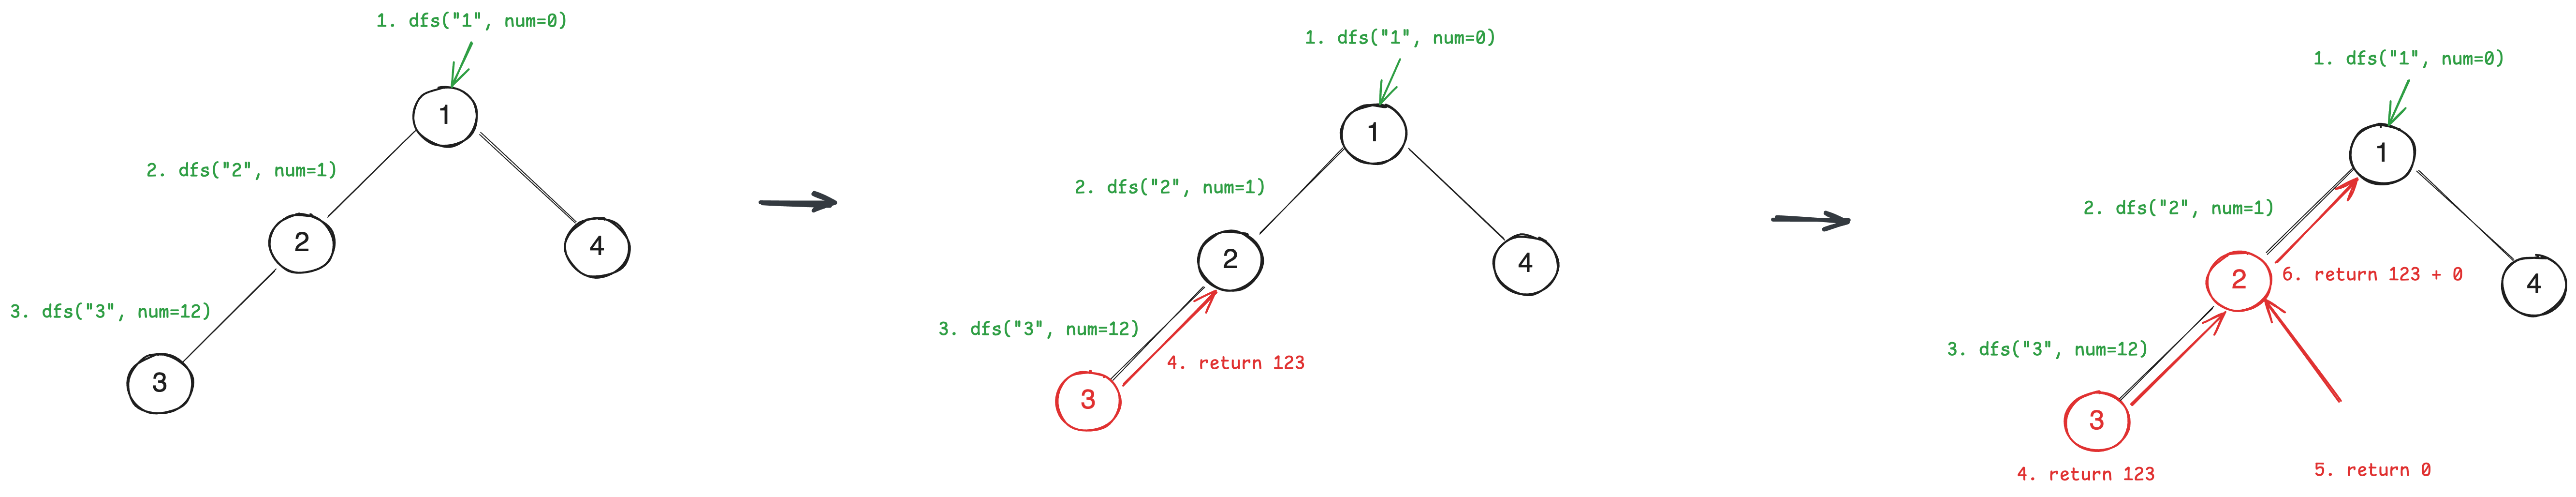 1. dfs("1", num=0)
1
2. dfs("2", num=1)
2
4
3. dfs("3", num=12)
3
1. dfs("1", num=0)
1
2. dfs("2", num=1)
2
4
3. dfs("3", num=12)
4. return 123
3
1. dfs("1", num=0)
1
2. dfs("2", num=1)
2
6. return 123 + 0
4
3. dfs("3", num=12)
3
4. return 123
5. return 0